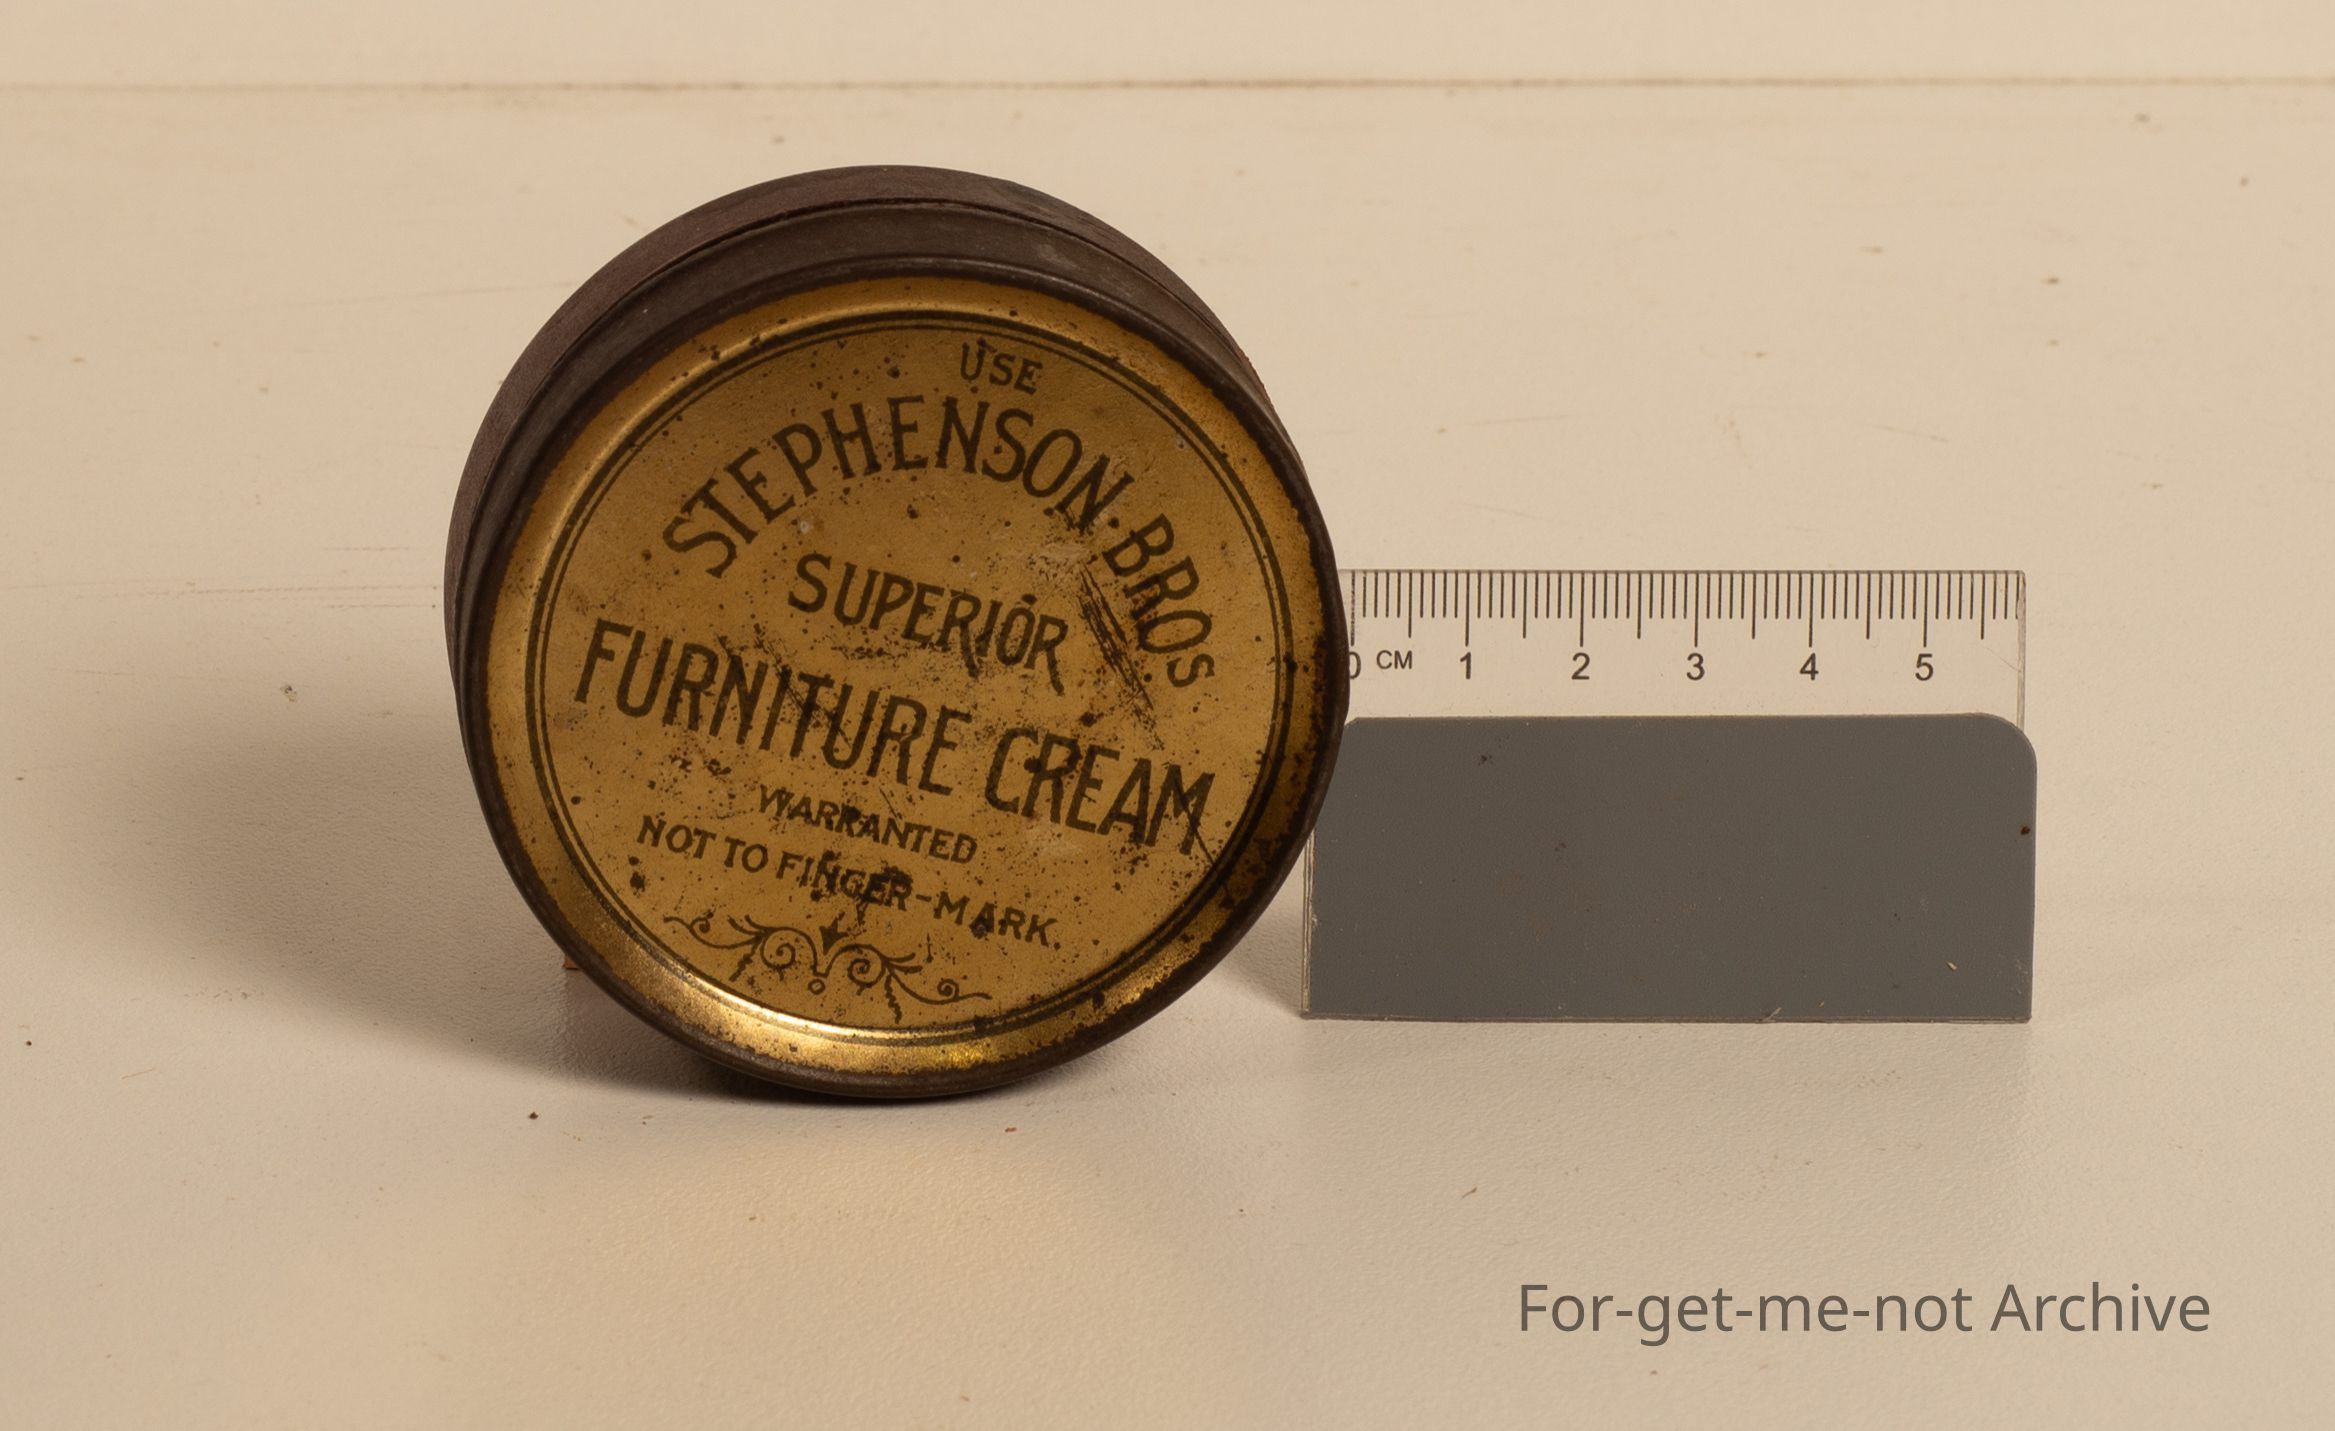 USE
STEPHENSON·BROS.
SUPERIOR
FURNITURE CREAM
WARRANTED
NOT TO FINGER-MARK.
0 CM 1 2 3 4 5
For-get-me-not Archive